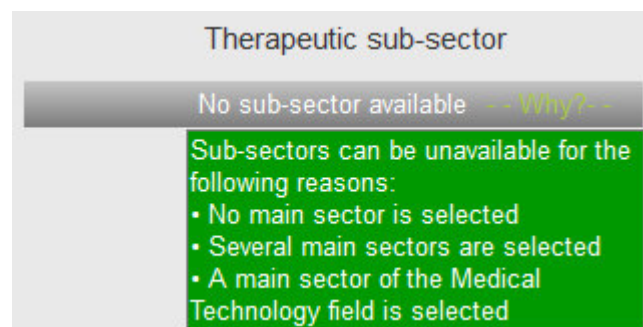 Therapeutic sub-sector
No sub-sector available - - Why?- -
Sub-sectors can be unavailable for the
following reasons:
• No main sector is selected
• Several main sectors are selected
• A main sector of the Medical
Technology field is selected